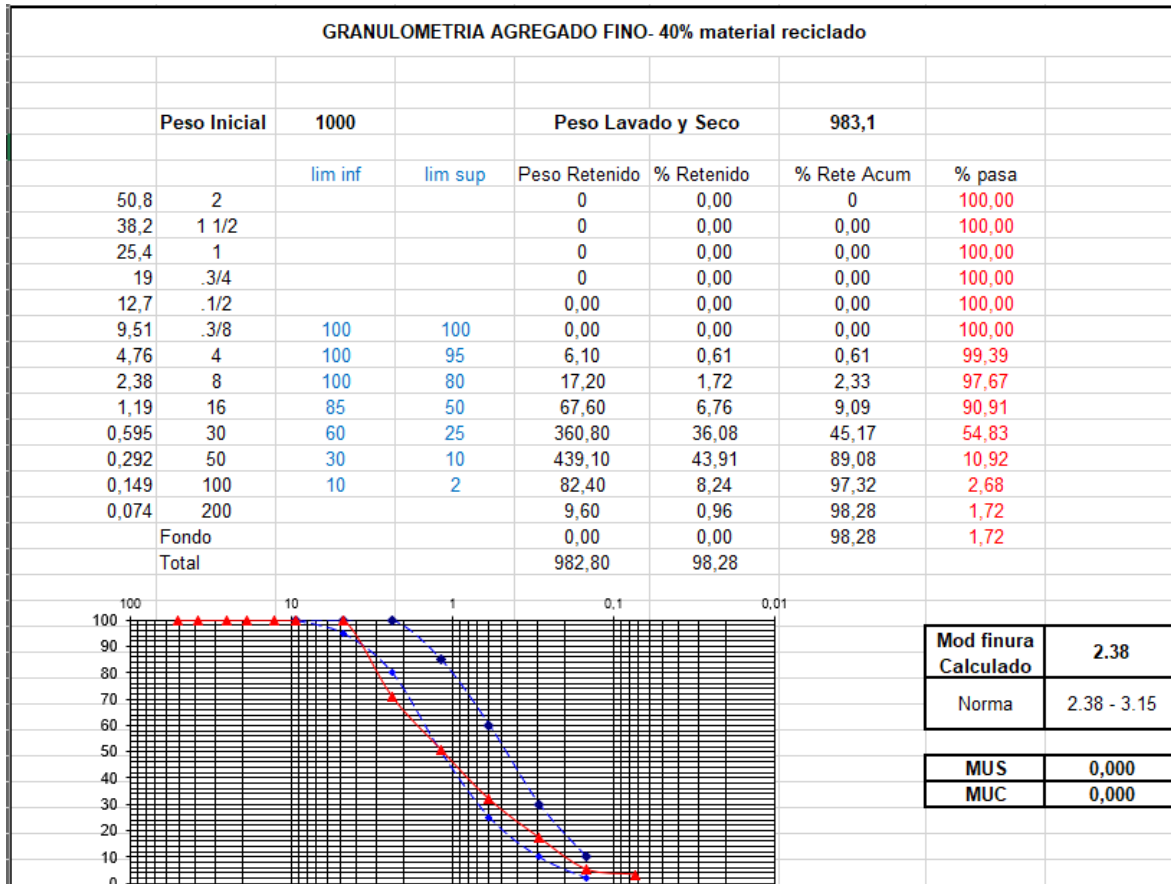 GRANULOMETRIA AGREGADO FINO- 40% material reciclado
Peso Inicial 1000 Peso Lavado y Seco 983,1
lim inf lim sup Peso Retenido % Retenido % Rete Acum % pasa
50,8 2 0 0,00 0 100,00
38,2 1 1/2 0 0,00 0,00 100,00
25,4 1 0 0,00 0,00 100,00
19 .3/4 0 0,00 0,00 100,00
12,7 .1/2 0,00 0,00 0,00 100,00
9,51 .3/8 100 100 0,00 0,00 0,00 100,00
4,76 4 100 95 6,10 0,61 0,61 99,39
2,38 8 100 80 17,20 1,72 2,33 97,67
1,19 16 85 50 67,60 6,76 9,09 90,91
0,595 30 60 25 360,80 36,08 45,17 54,83
0,292 50 30 10 439,10 43,91 89,08 10,92
0,149 100 10 2 82,40 8,24 97,32 2,68
0,074 200 9,60 0,96 98,28 1,72
Fondo 0,00 0,00 98,28 1,72
Total 982,80 98,28
100 10 1 0,1 0,01
100
90
80
70
60
50
40
30
20
10
0
Mod finura Calculado 2.38
Norma 2.38 - 3.15
MUS 0,000
MUC 0,000